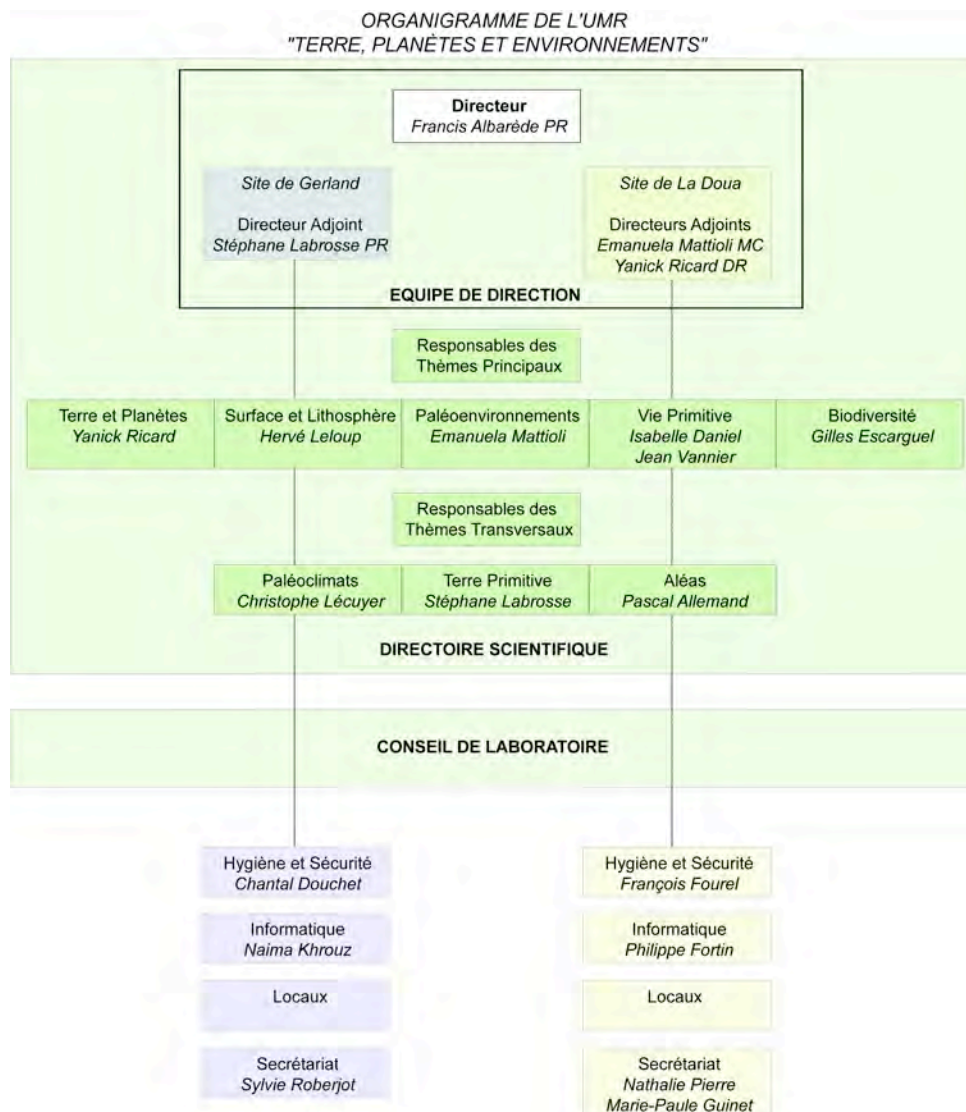 ORGANIGRAMME DE L'UMR
"TERRE, PLANÈTES ET ENVIRONNEMENTS"
Directeur
Francis Albaréde PR
Site de Gerland
Directeur Adjoint
Stéphane Labrosse PR
Site de La Doua
Directeurs Adjoints
Emanuela Mattioli MC
Yanick Ricard DR
EQUIPE DE DIRECTION
Responsables des
Thèmes Principaux
Terre et Planètes
Yanick Ricard
Surface et Lithosphère
Hervé Leloup
Paléoenvironnements
Emanuela Mattioli
Vie Primitive
Isabelle Daniel
Jean Vannier
Biodiversité
Gilles Escarguel
Responsables des
Thèmes Transversaux
Paléoclimats
Christophe Lécuyer
Terre Primitive
Stéphane Labrosse
Aléas
Pascal Allemand
DIRECTOIRE SCIENTIFIQUE
CONSEIL DE LABORATOIRE
Hygiène et Sécurité
Chantal Douchet
Informatique
Naima Khrouz
Locaux
Secrétariat
Sylvie Roberjot
Hygiène et Sécurité
François Fourel
Informatique
Philippe Fortin
Locaux
Secrétariat
Nathalie Pierre
Marie-Paule Guinet